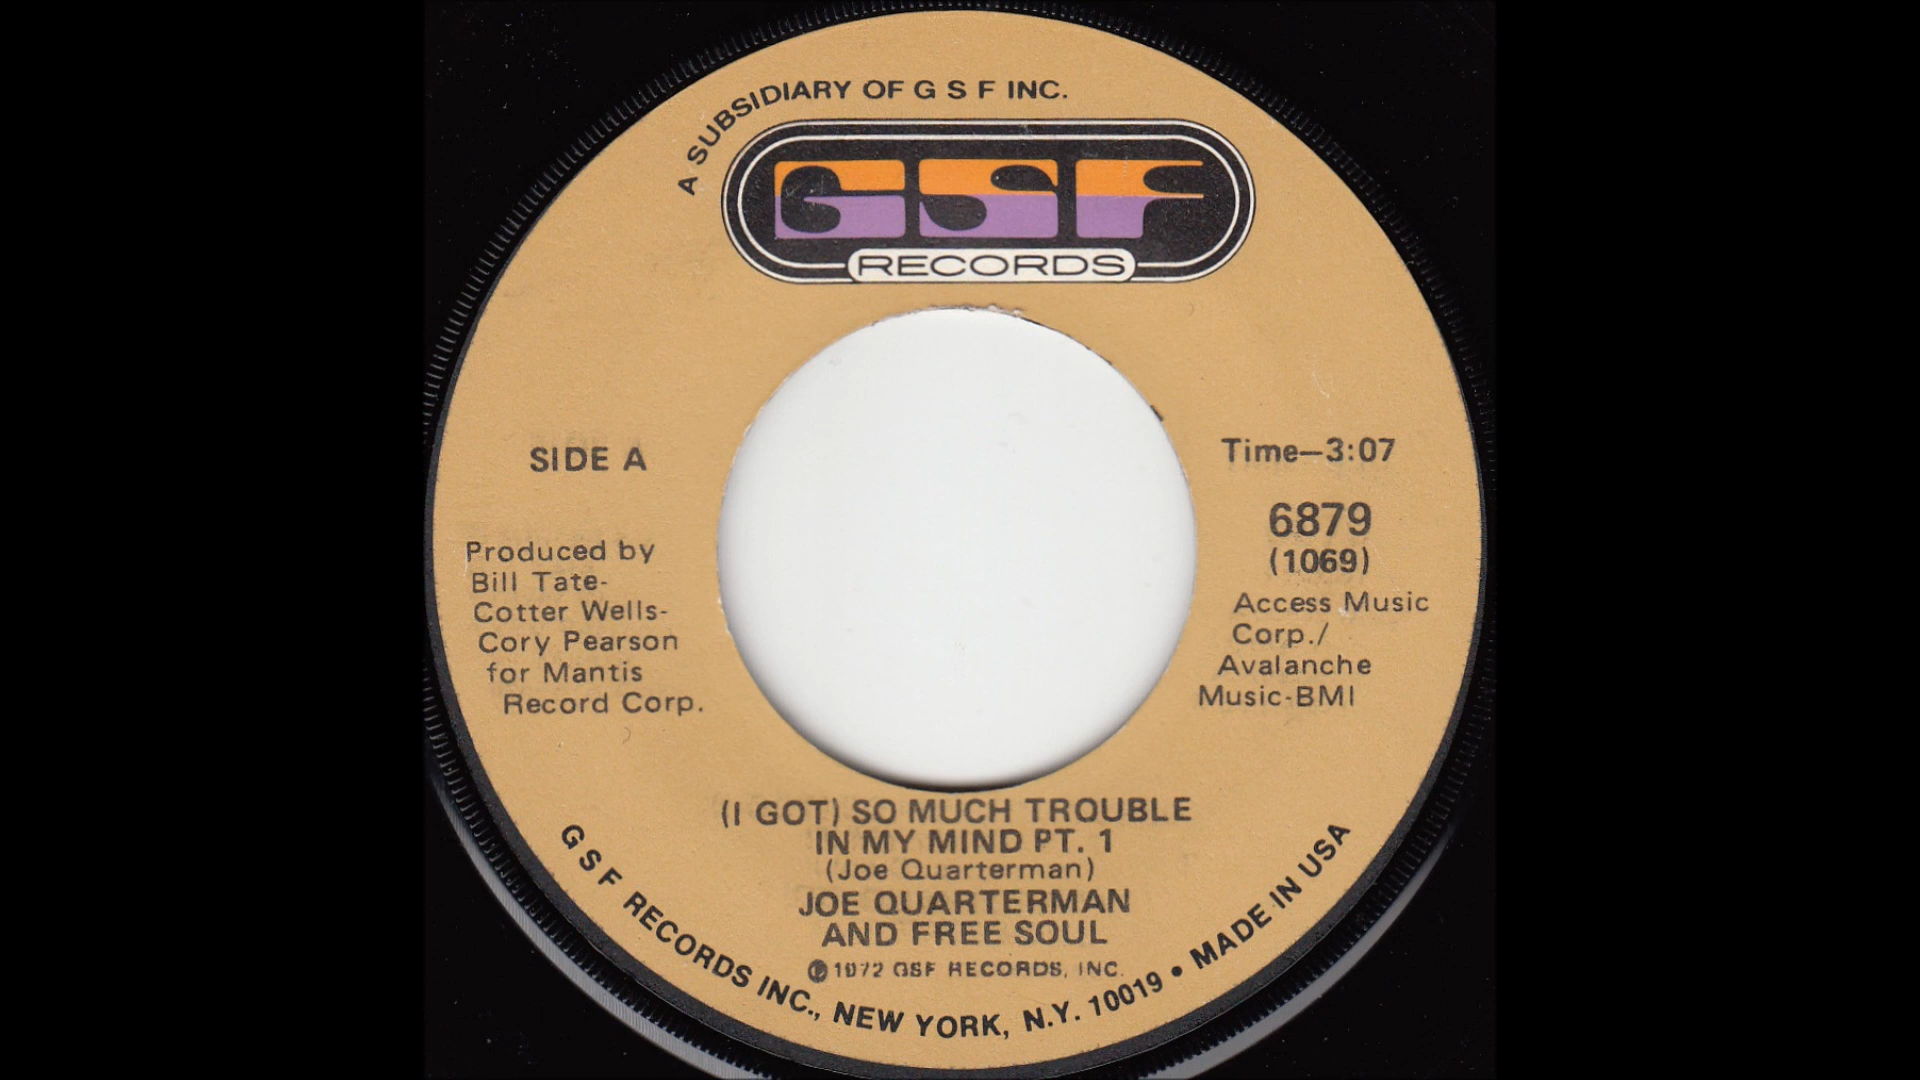 A SUBSIDIARY OF G S F INC.
GSF
RECORDS
SIDE A
Produced by
Bill Tate-
Cotter Wells-
Cory Pearson
for Mantis
Record Corp.
Time—3:07
6879
(1069)
Access Music
Corp./
Avalanche
Music-BMI
(I GOT) SO MUCH TROUBLE
IN MY MIND PT. 1
(Joe Quarterman)
JOE QUARTERMAN
AND FREE SOUL
℗ 1972 GSF RECORDS, INC.
G S F RECORDS INC., NEW YORK, N.Y. 10019 • MADE IN USA